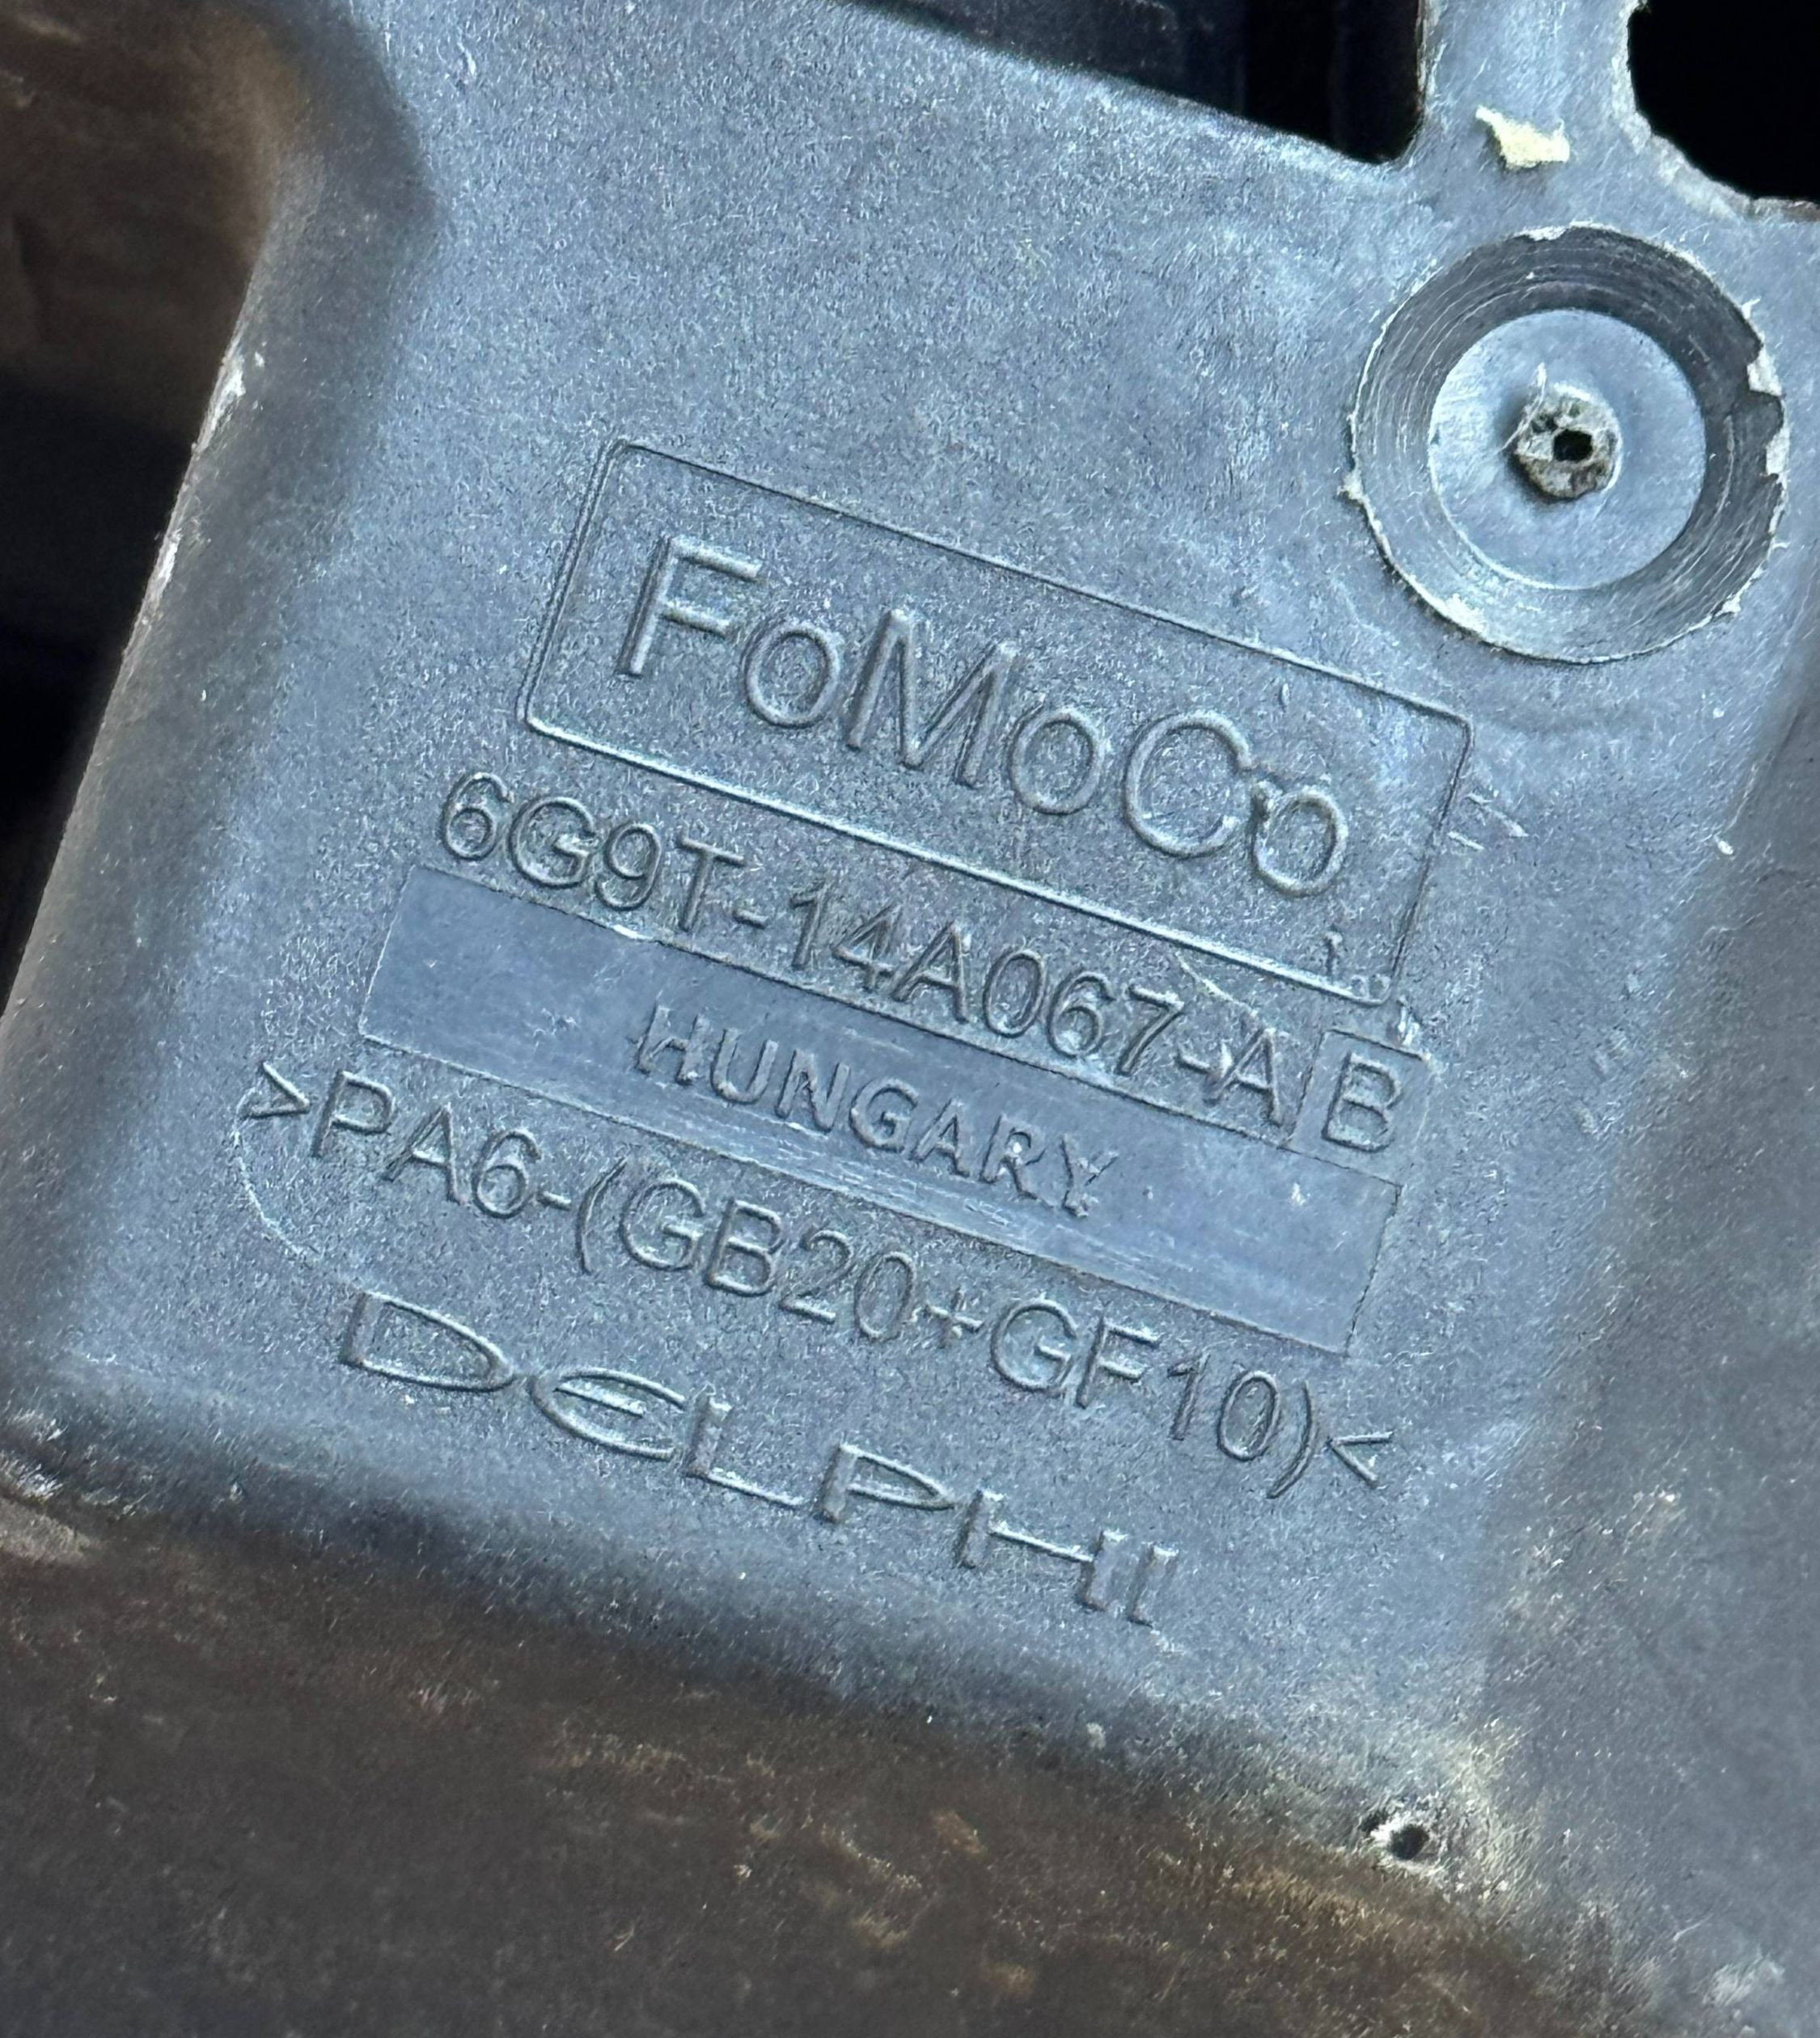 FoMoCo
6G9T-14A067-AB
HUNGARY
>PA6-(GB20+GF10)<
DELPHI